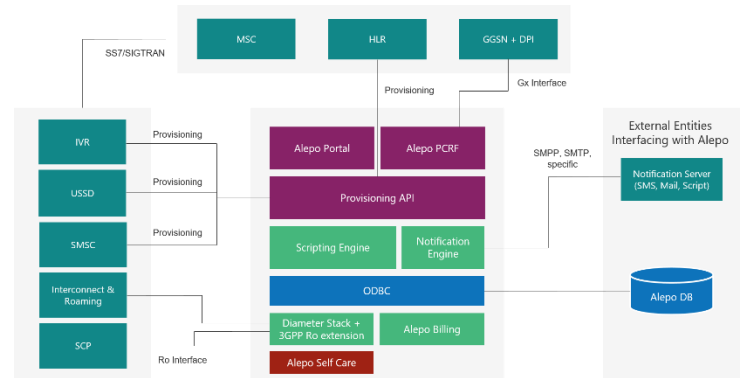 MSC
HLR
GGSN + DPI
SS7/SIGTRAN
Provisioning
Gx Interface
External Entities
Interfacing with Alepo
IVR
Provisioning
Alepo Portal
Alepo PCRF
SMPP, SMTP,
specific
Notification Server
(SMS, Mail, Script)
USSD
Provisioning
Provisioning API
SMSC
Provisioning
Scripting Engine
Notification
Engine
Interconnect &
Roaming
ODBC
Alepo DB
Diameter Stack +
3GPP Ro extension
Alepo Billing
SCP
Ro Interface
Alepo Self Care